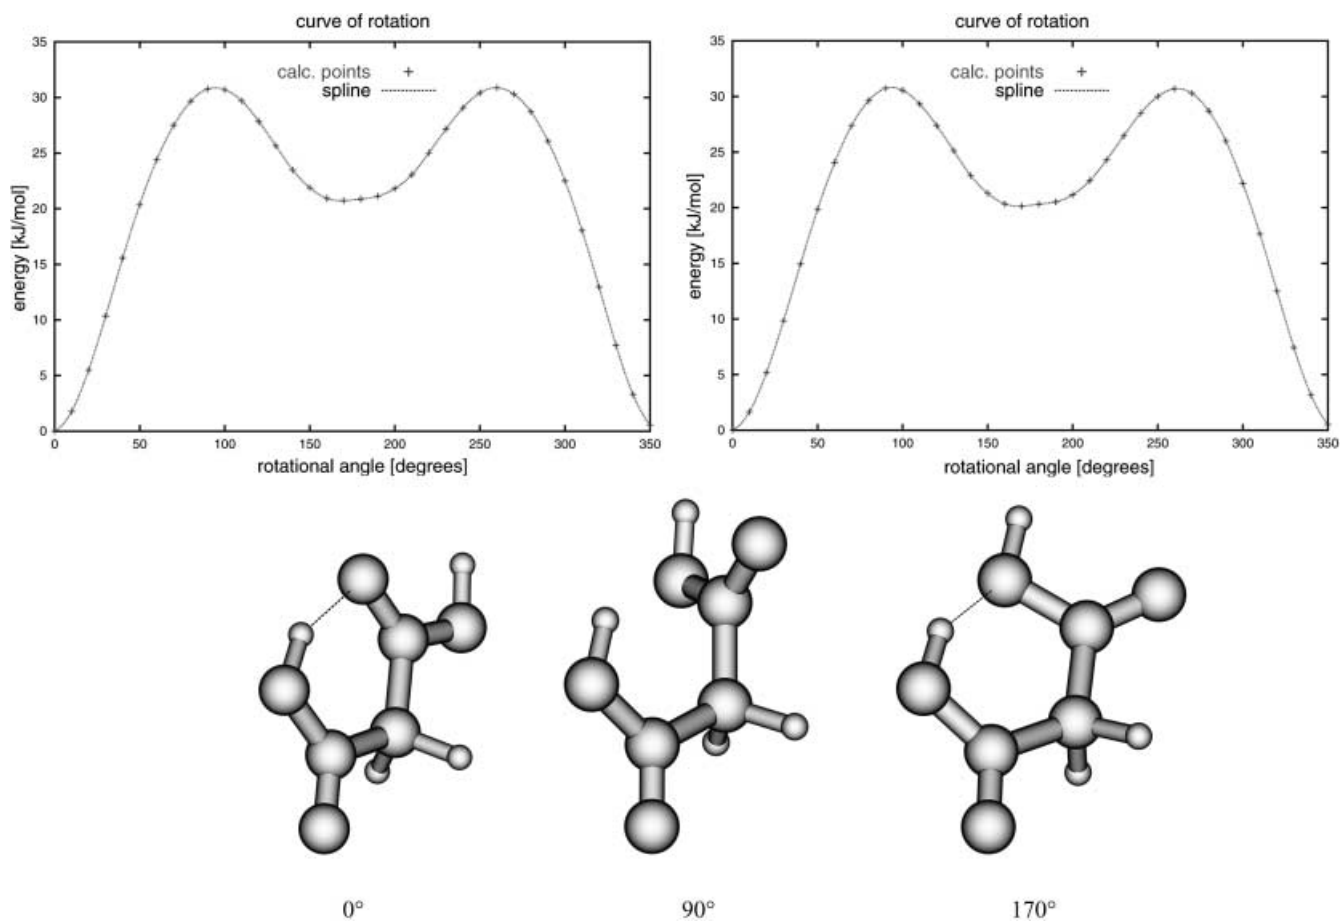 curve of rotation
35
30
25
20
15
10
5
0
energy [kJ/mol]
calc. points
spline
0 50 100 150 200 250 300 350
rotational angle [degrees]
curve of rotation
35
30
25
20
15
10
5
0
energy [kJ/mol]
calc. points
spline
0 50 100 150 200 250 300 350
rotational angle [degrees]
0° 90° 170°